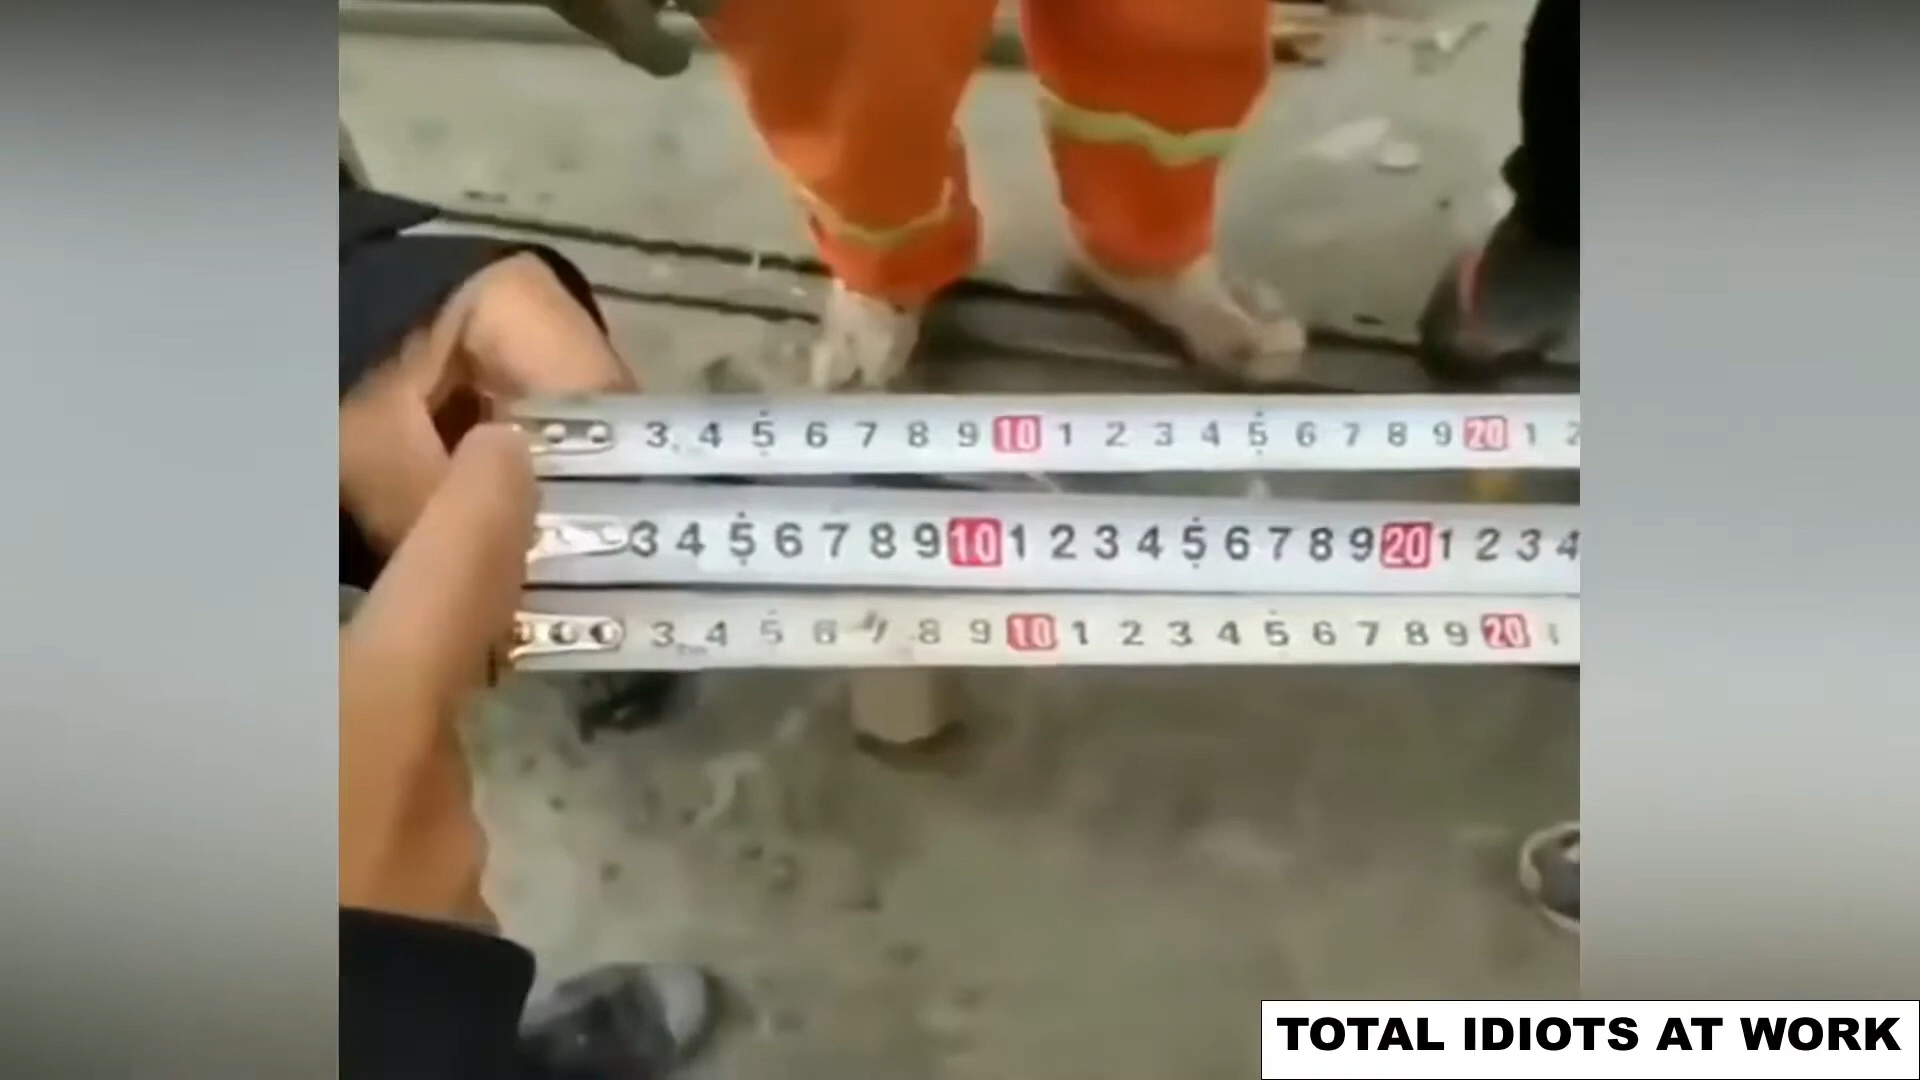 3 4 5 6 7 8 9 10 1 2 3 4 5 6 7 8 9 20 1 2
3 4 5 6 7 8 9 10 1 2 3 4 5 6 7 8 9 20 1 2 3 4
3 4 5 6 7 8 9 10 1 2 3 4 5 6 7 8 9 20 1
TOTAL IDIOTS AT WORK